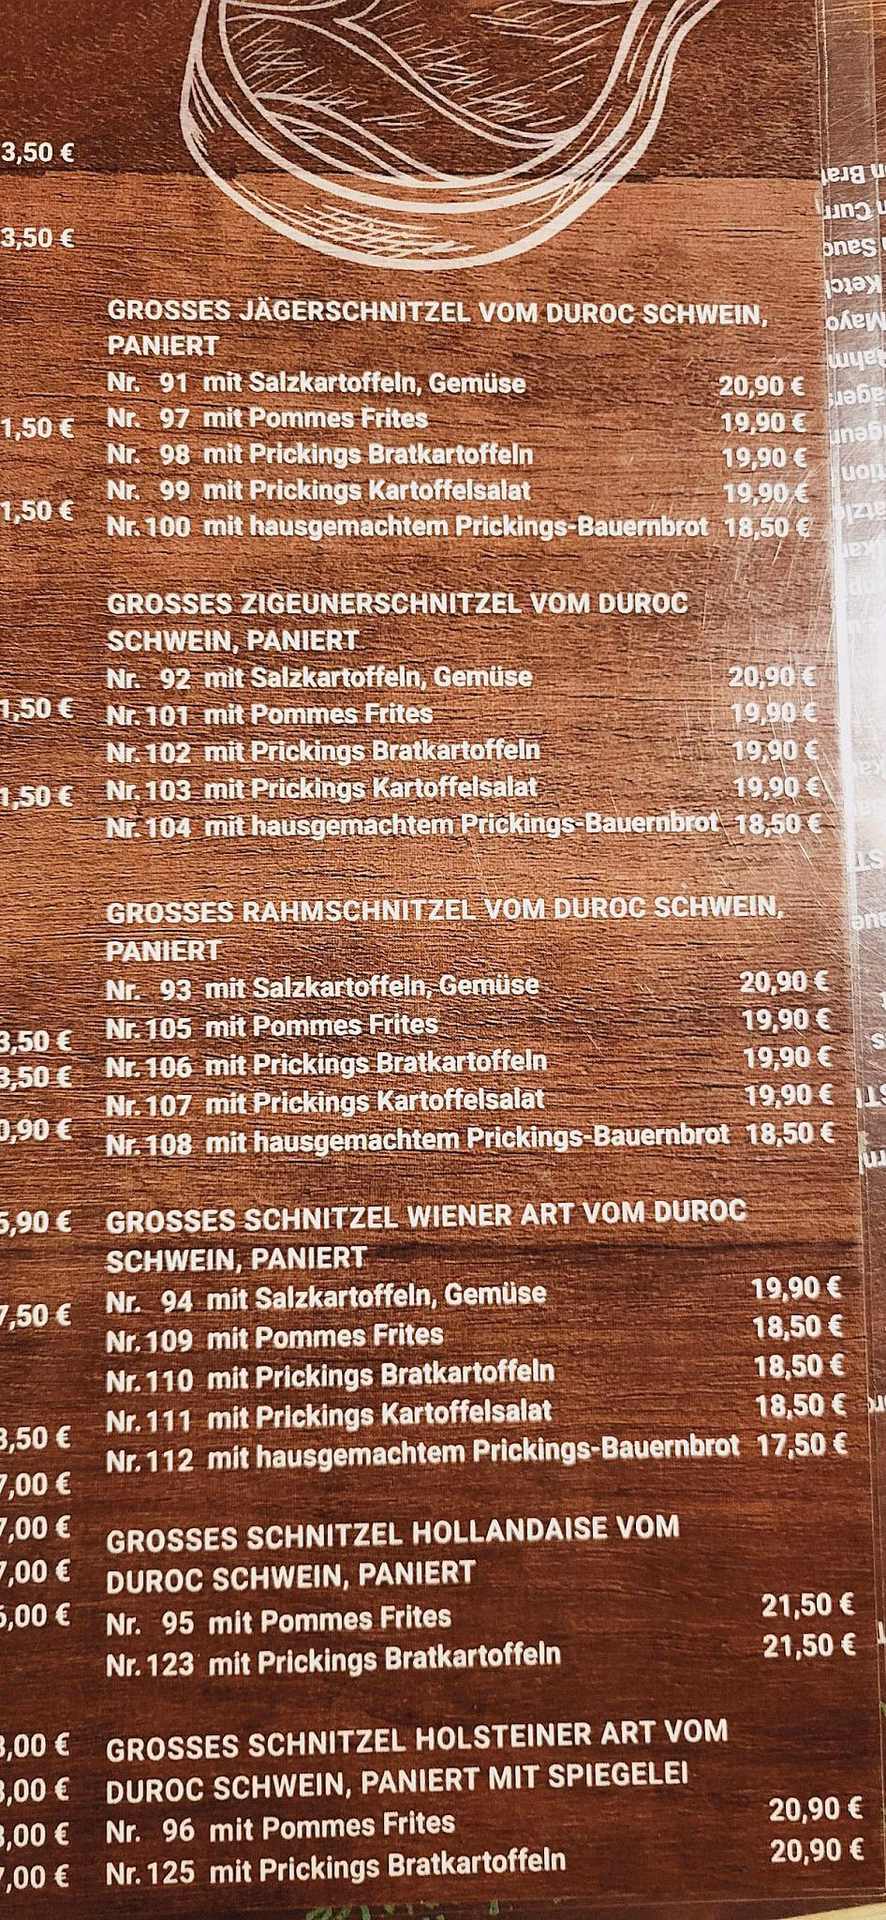 3,50 €
3,50 €
1,50 €
1,50 €
1,50 €
1,50 €
3,50 €
3,50 €
0,90 €
5,90 €
7,50 €
3,50 €
7,00 €
7,00 €
7,00 €
,00 €
,00 €
,00 €
,00 €
7,00 €
GROSSES JÄGERSCHNITZEL VOM DUROC SCHWEIN,
PANIERT
Nr. 91 mit Salzkartoffeln, Gemüse 20,90 €
Nr. 97 mit Pommes Frites 19,90 €
Nr. 98 mit Prickings Bratkartoffeln 19,90 €
Nr. 99 mit Prickings Kartoffelsalat 19,90 €
Nr. 100 mit hausgemachtem Prickings-Bauernbrot 18,50 €
GROSSES ZIGEUNERSCHNITZEL VOM DUROC
SCHWEIN, PANIERT
Nr. 92 mit Salzkartoffeln, Gemüse 20,90 €
Nr. 101 mit Pommes Frites 19,90 €
Nr. 102 mit Prickings Bratkartoffeln 19,90 €
Nr. 103 mit Prickings Kartoffelsalat 19,90 €
Nr. 104 mit hausgemachtem Prickings-Bauernbrot 18,50 €
GROSSES RAHMSCHNITZEL VOM DUROC SCHWEIN,
PANIERT
Nr. 93 mit Salzkartoffeln, Gemüse 20,90 €
Nr. 105 mit Pommes Frites 19,90 €
Nr. 106 mit Prickings Bratkartoffeln 19,90 €
Nr. 107 mit Prickings Kartoffelsalat 19,90 €
Nr. 108 mit hausgemachtem Prickings-Bauernbrot 18,50 €
GROSSES SCHNITZEL WIENER ART VOM DUROC
SCHWEIN, PANIERT
Nr. 94 mit Salzkartoffeln, Gemüse 19,90 €
Nr. 109 mit Pommes Frites 18,50 €
Nr. 110 mit Prickings Bratkartoffeln 18,50 €
Nr. 111 mit Prickings Kartoffelsalat 18,50 €
Nr. 112 mit hausgemachtem Prickings-Bauernbrot 17,50 €
GROSSES SCHNITZEL HOLLANDAISE VOM
DUROC SCHWEIN, PANIERT
Nr. 95 mit Pommes Frites 21,50 €
Nr. 123 mit Prickings Bratkartoffeln 21,50 €
GROSSES SCHNITZEL HOLSTEINER ART VOM
DUROC SCHWEIN, PANIERT MIT SPIEGELEI
Nr. 96 mit Pommes Frites 20,90 €
Nr. 125 mit Prickings Bratkartoffeln 20,90 €